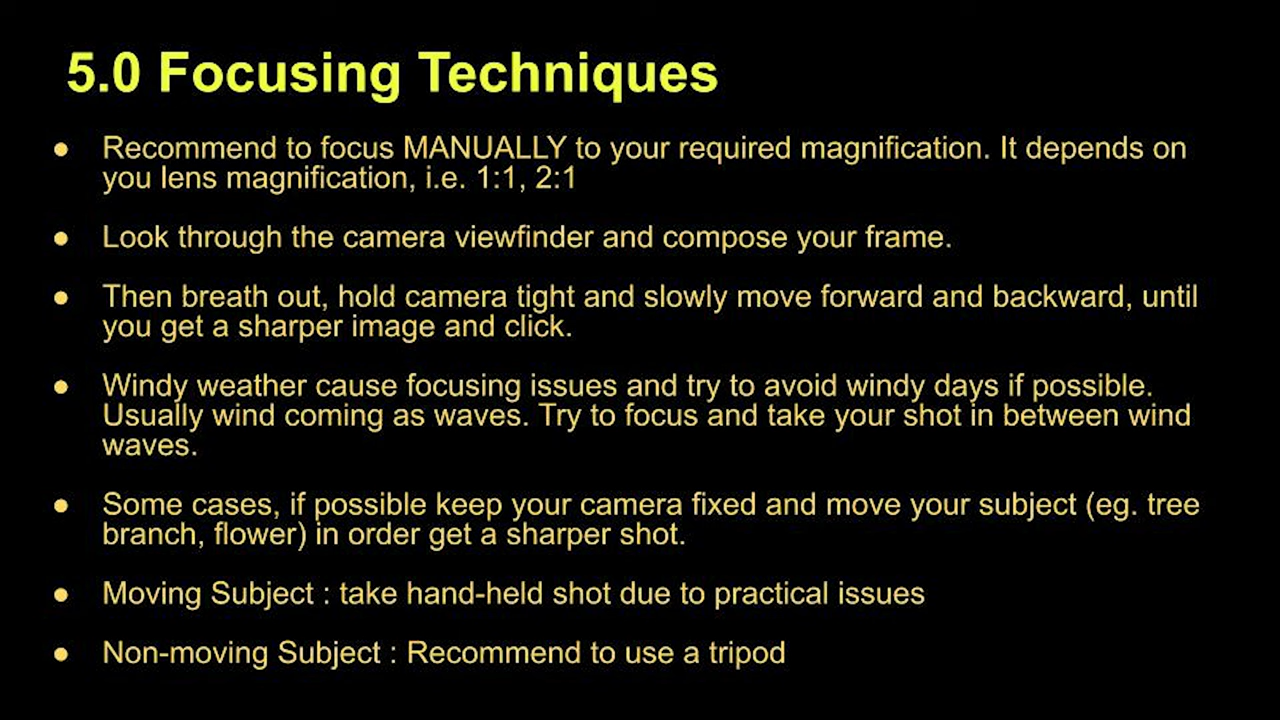 5.0 Focusing Techniques
● Recommend to focus MANUALLY to your required magnification. It depends on
you lens magnification, i.e. 1:1, 2:1
● Look through the camera viewfinder and compose your frame.
● Then breath out, hold camera tight and slowly move forward and backward, until
you get a sharper image and click.
● Windy weather cause focusing issues and try to avoid windy days if possible.
Usually wind coming as waves. Try to focus and take your shot in between wind
waves.
● Some cases, if possible keep your camera fixed and move your subject (eg. tree
branch, flower) in order get a sharper shot.
● Moving Subject : take hand-held shot due to practical issues
● Non-moving Subject : Recommend to use a tripod